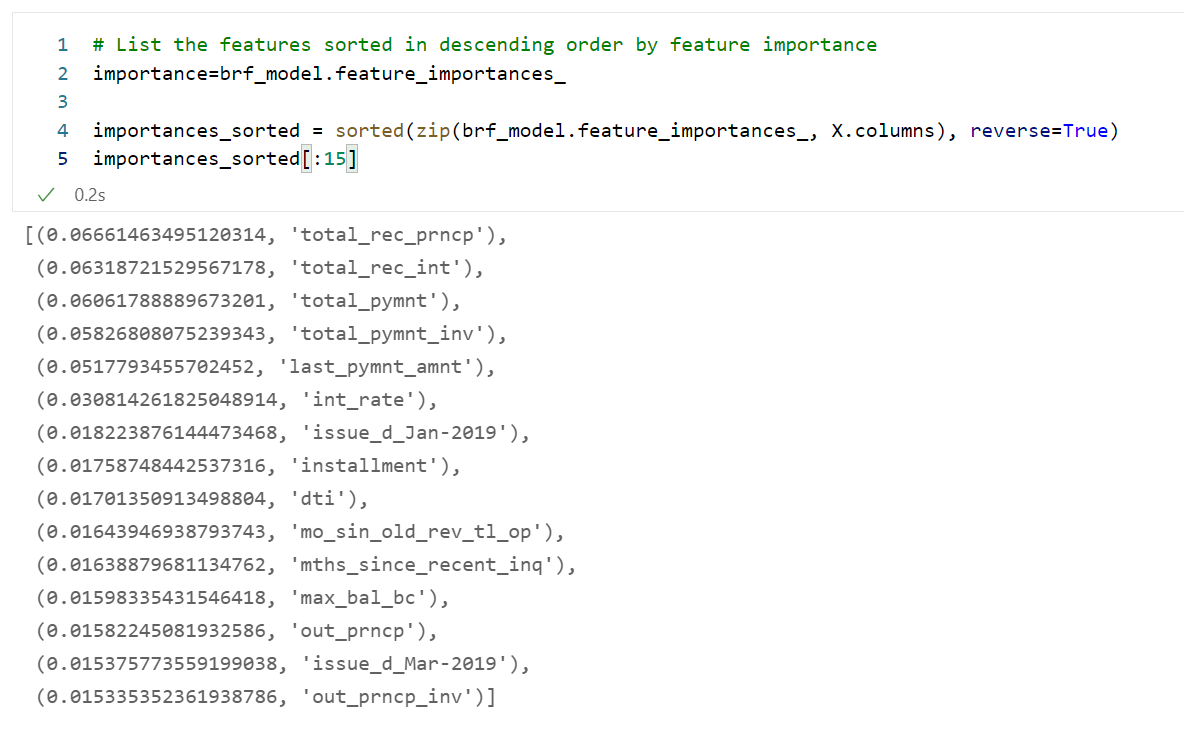 1 # List the features sorted in descending order by feature importance
2 importance=brf_model.feature_importances_
3
4 importances_sorted = sorted(zip(brf_model.feature_importances_, X.columns), reverse=True)
5 importances_sorted[:15]
✓ 0.2s
[(0.06661463495120314, 'total_rec_prncp'),
(0.06318721529567178, 'total_rec_int'),
(0.06061788889673201, 'total_pymnt'),
(0.05826808075239343, 'total_pymnt_inv'),
(0.0517793455702452, 'last_pymnt_amnt'),
(0.030814261825048914, 'int_rate'),
(0.018223876144473468, 'issue_d_Jan-2019'),
(0.01758748442537316, 'installment'),
(0.01701350913498804, 'dti'),
(0.01643946938793743, 'mo_sin_old_rev_tl_op'),
(0.01638879681134762, 'mths_since_recent_inq'),
(0.01598335431546418, 'max_bal_bc'),
(0.01582245081932586, 'out_prncp'),
(0.015375773559199038, 'issue_d_Mar-2019'),
(0.015335352361938786, 'out_prncp_inv')]